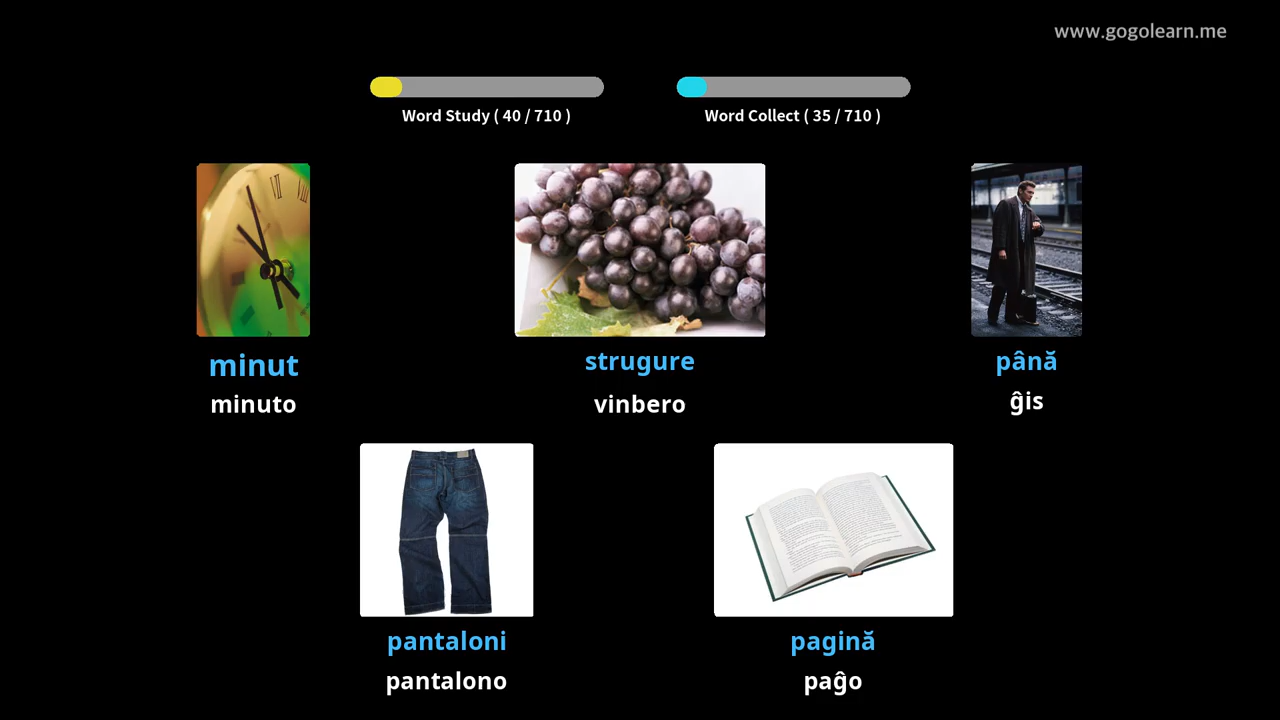 www.gogolearn.me
Word Study ( 40 / 710 )
Word Collect ( 35 / 710 )
minut
minuto
strugure
vinbero
până
ĝis
pantaloni
pantalono
pagină
paĝo